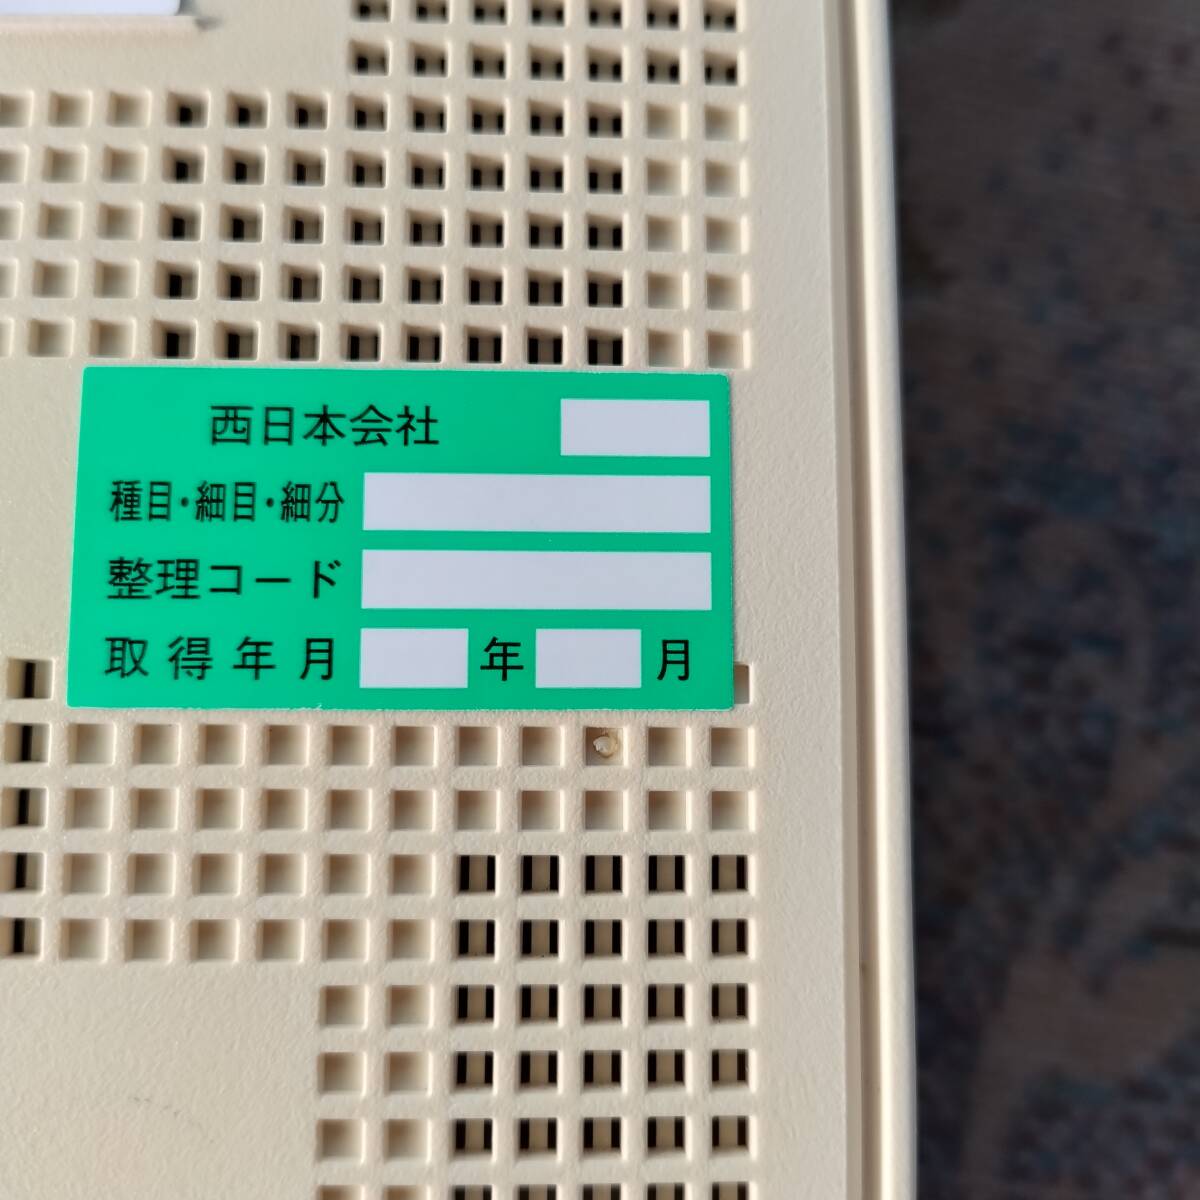 西日本会社
種目・細目・細分
整理コード
取得年月 年 月